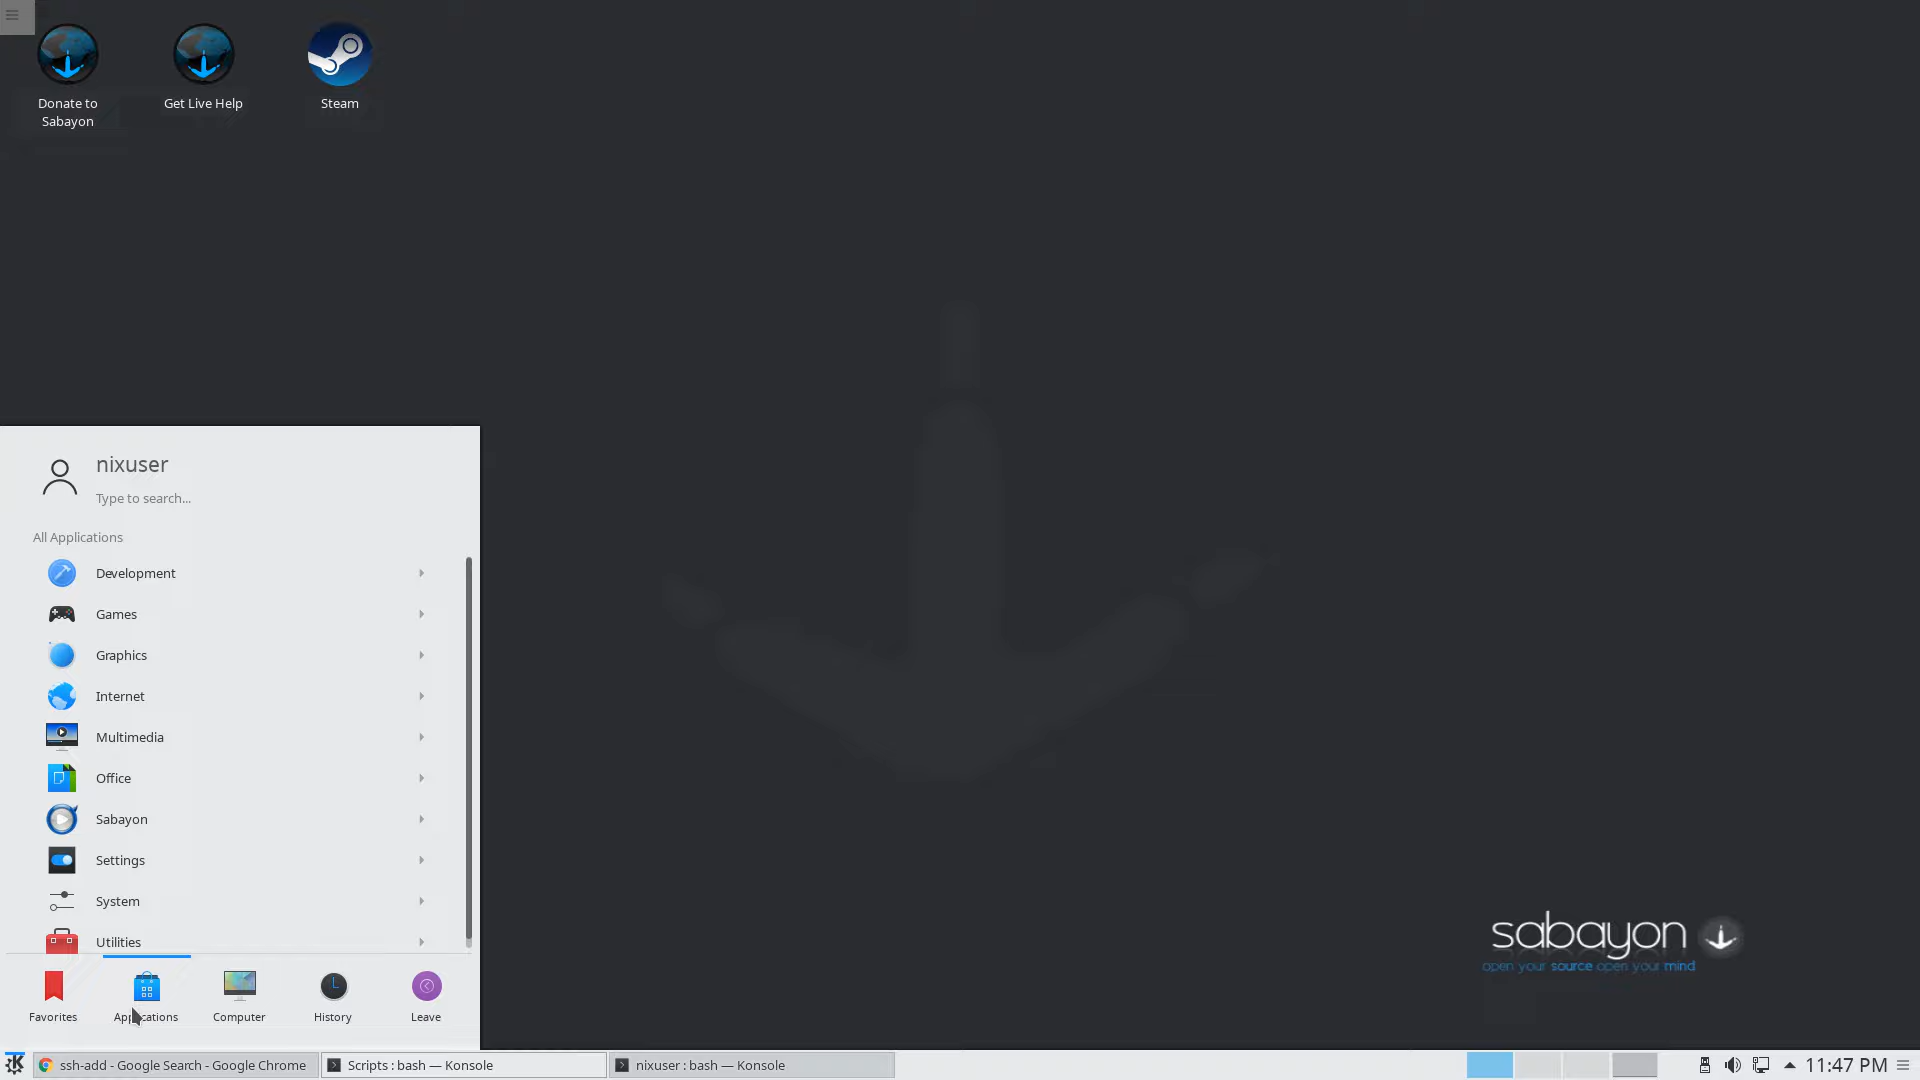 Donate to
Sabayon
Get Live Help
Steam
nixuser
Type to search...
All Applications
Development
Games
Graphics
Internet
Multimedia
Office
Sabayon
Settings
System
Utilities
Favorites
Applications
Computer
History
Leave
sabayon
open your source open your mind
ssh-add - Google Search - Google Chrome
Scripts : bash — Konsole
nixuser : bash — Konsole
11:47 PM